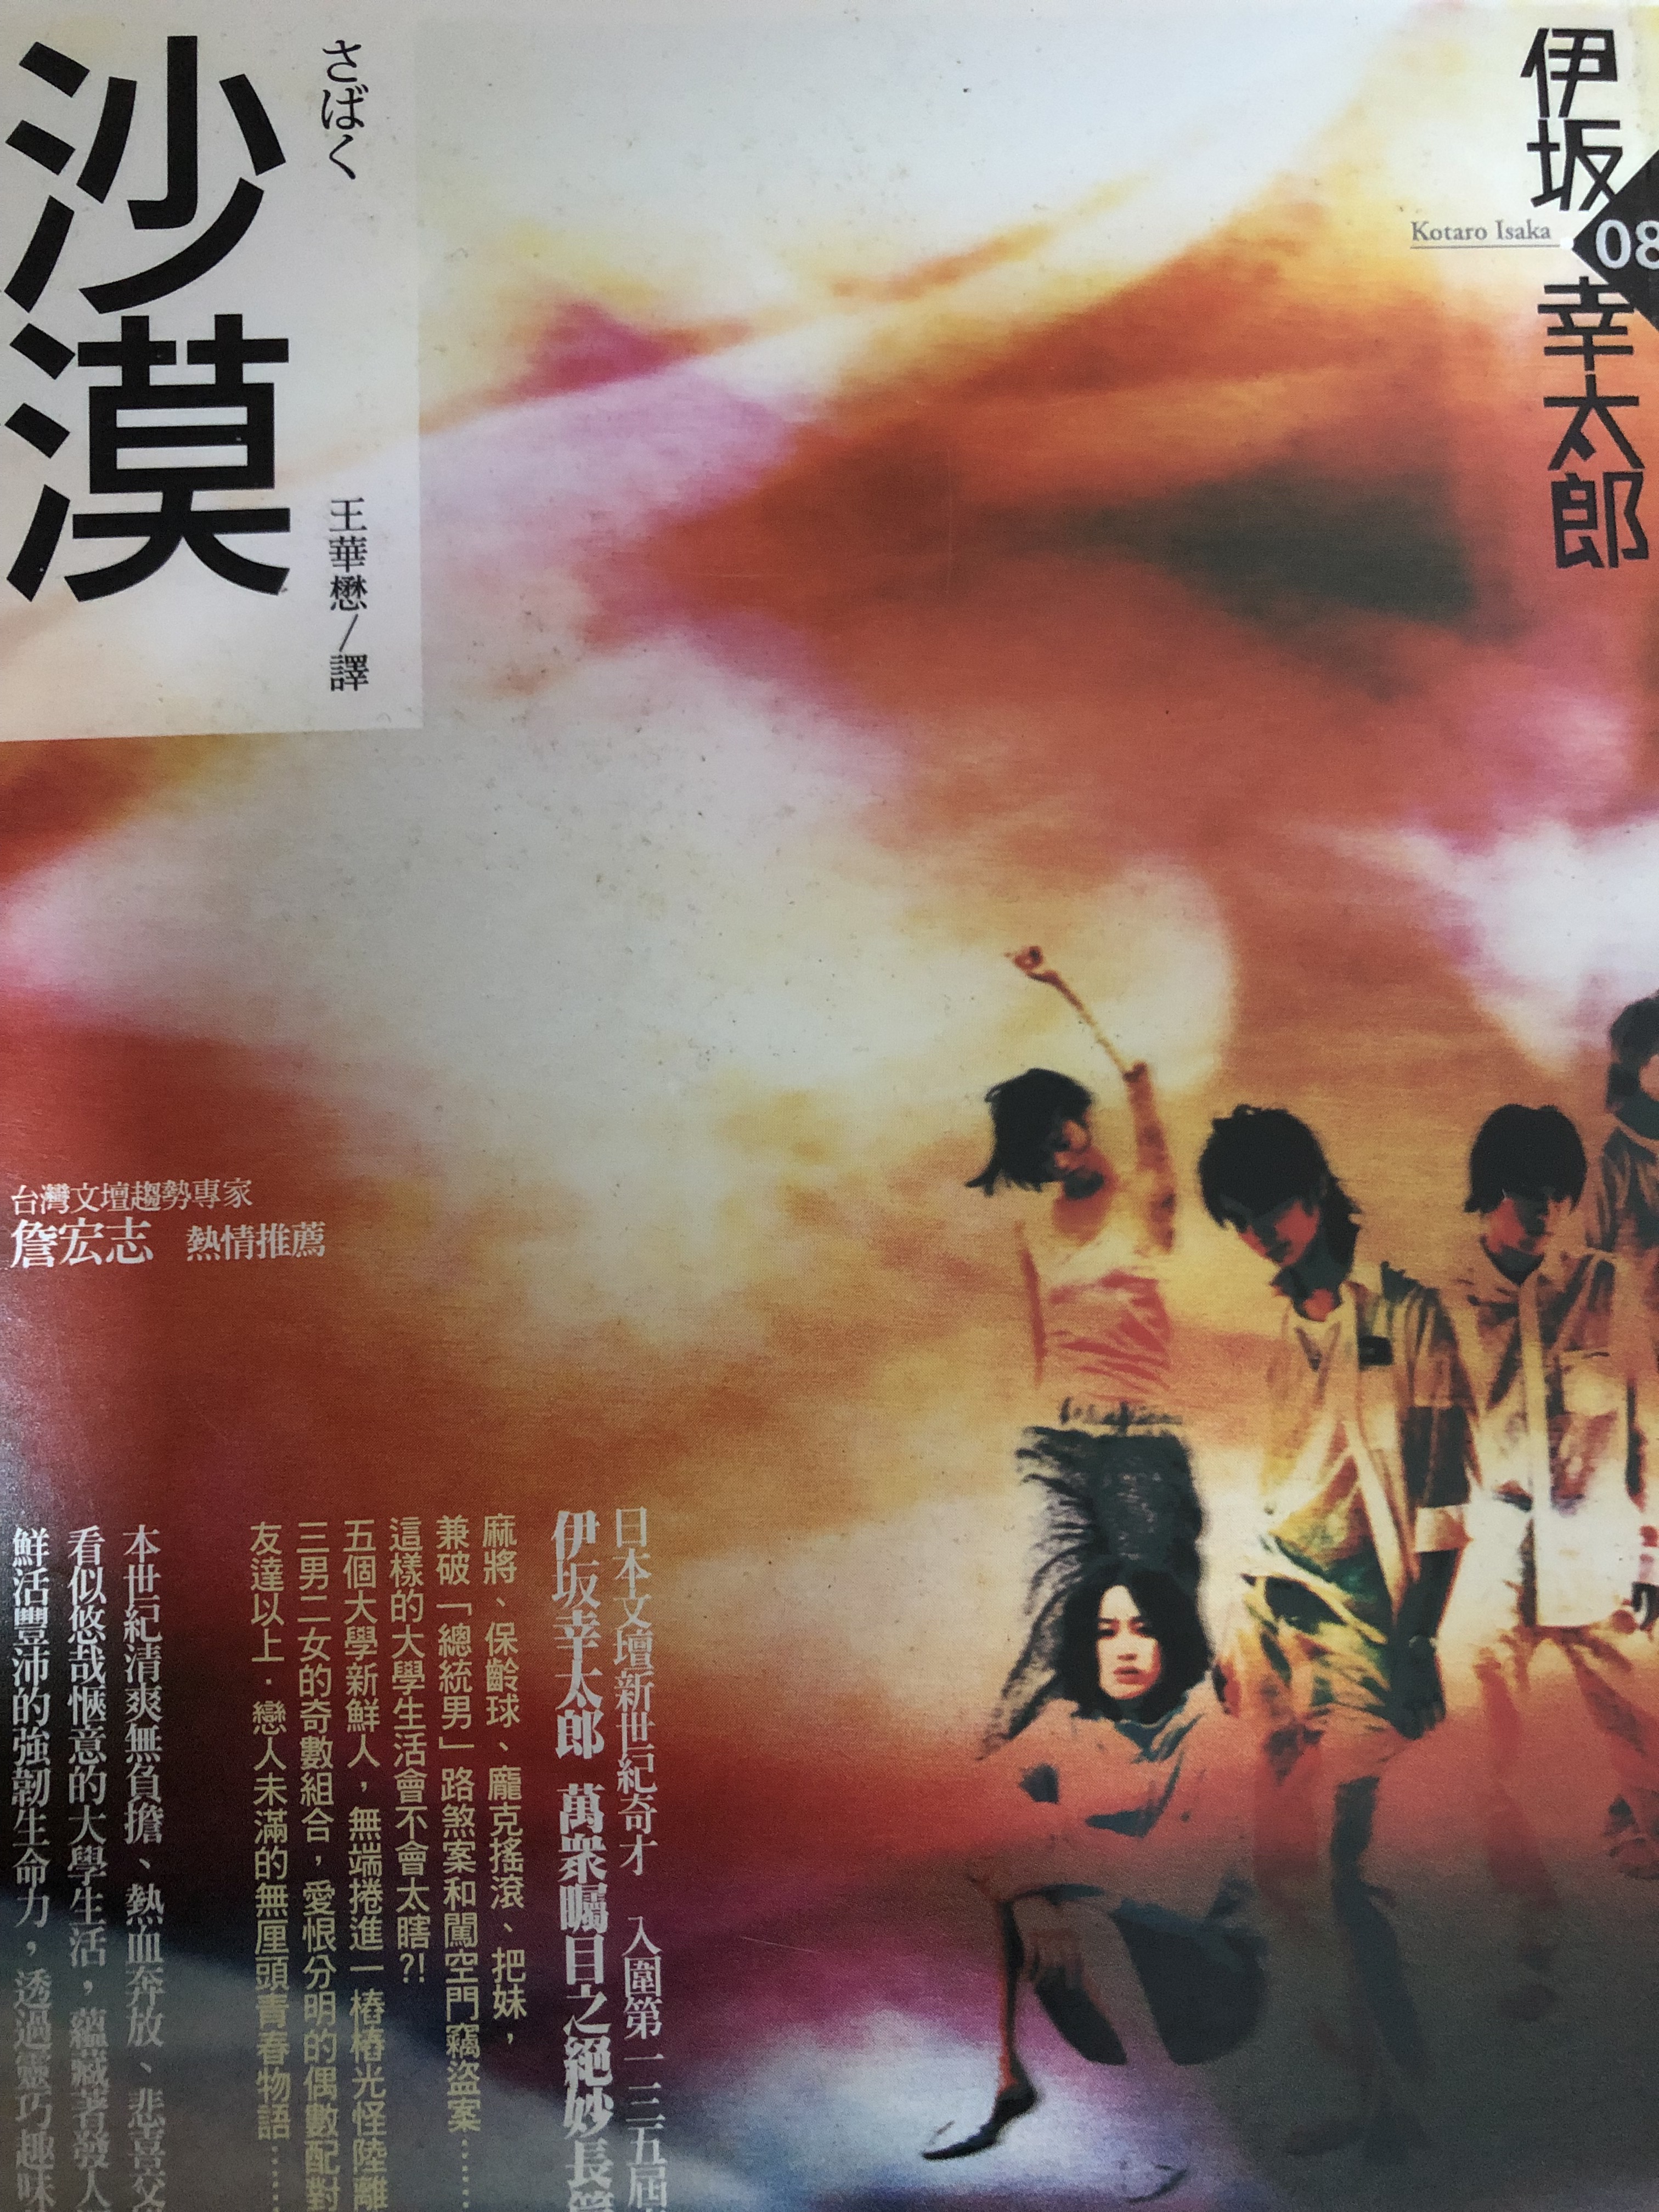 沙漠
さばく
王華懋/譯
伊坂幸太郎
Kotaro Isaka
08
台灣文壇趨勢專家
詹宏志 熱情推薦
日本文壇新世紀奇才 入圍第一三五屆
伊坂幸太郎 萬眾矚目之絕妙長篇
麻將、保齡球、龐克搖滾、把妹，
兼破「總統男」路煞案和闖空門竊盜案……
這樣的大學生活會不會太瞎?!
五個大學新鮮人，無端捲進一樁樁光怪陸離
三男二女的奇數組合，愛恨分明的偶數配對
友達以上．戀人未滿的無厘頭青春物語……
本世紀清爽無負擔、熱血奔放、悲喜交
看似悠哉愜意的大學生活，蘊藏著發人
鮮活豐沛的強韌生命力，透過靈巧趣味